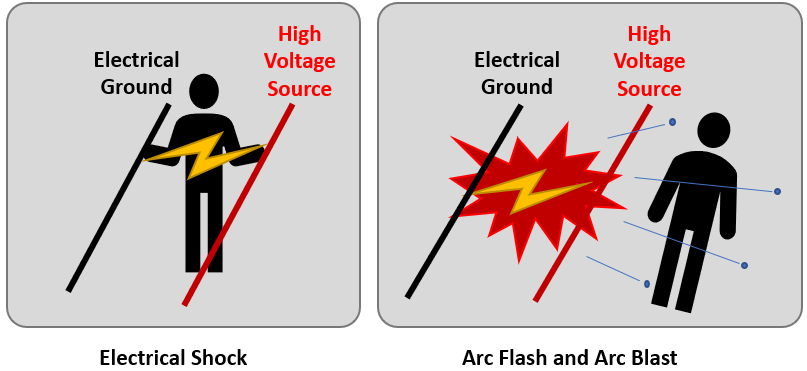 Electrical
Ground
High
Voltage
Source
Electrical
Ground
High
Voltage
Source
Electrical Shock
Arc Flash and Arc Blast